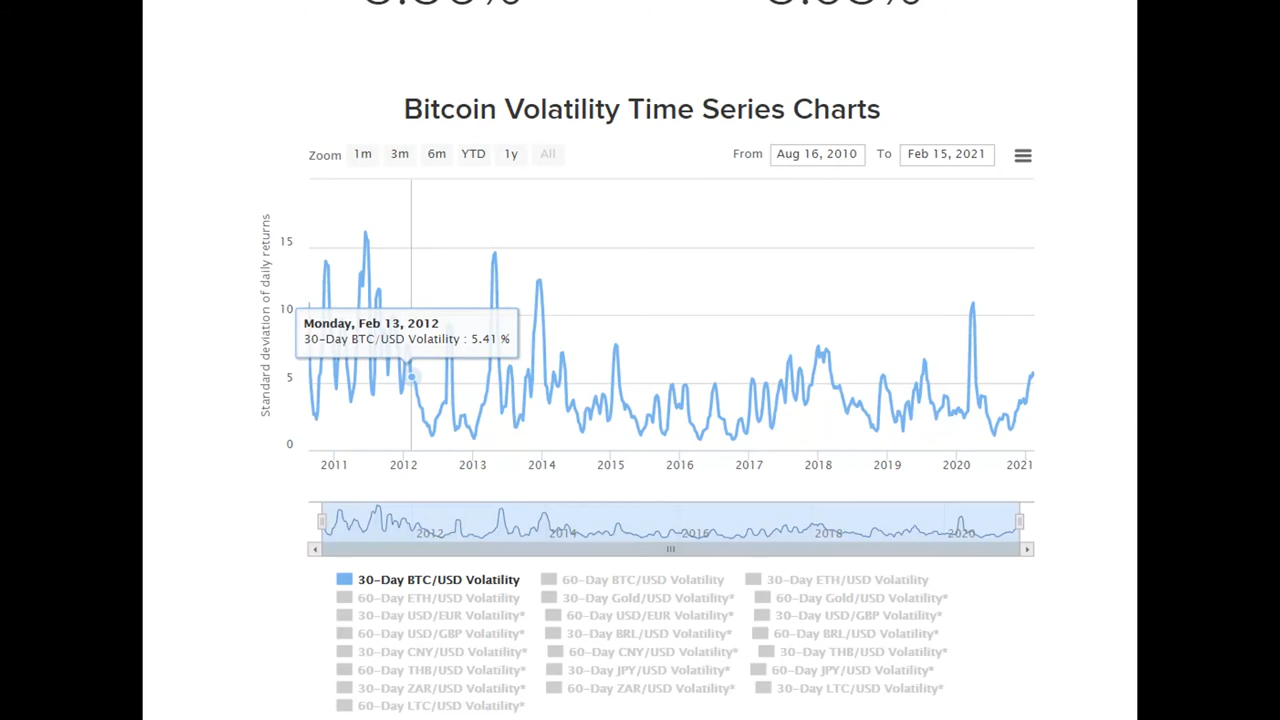 Bitcoin Volatility Time Series Charts
Zoom 1m 3m 6m YTD 1y All From Aug 16, 2010 To Feb 15, 2021
Standard deviation of daily returns
15
10
5
0
Monday, Feb 13, 2012
30-Day BTC/USD Volatility : 5.41 %
2011 2012 2013 2014 2015 2016 2017 2018 2019 2020 2021
2012 2014 2016 2018 2020
30-Day BTC/USD Volatility 60-Day BTC/USD Volatility 30-Day ETH/USD Volatility
60-Day ETH/USD Volatility 30-Day Gold/USD Volatility* 60-Day Gold/USD Volatility*
30-Day USD/EUR Volatility* 60-Day USD/EUR Volatility* 30-Day USD/GBP Volatility*
60-Day USD/GBP Volatility* 30-Day BRL/USD Volatility* 60-Day BRL/USD Volatility*
30-Day CNY/USD Volatility* 60-Day CNY/USD Volatility* 30-Day THB/USD Volatility*
60-Day THB/USD Volatility* 30-Day JPY/USD Volatility* 60-Day JPY/USD Volatility*
30-Day ZAR/USD Volatility* 60-Day ZAR/USD Volatility* 30-Day LTC/USD Volatility*
60-Day LTC/USD Volatility*